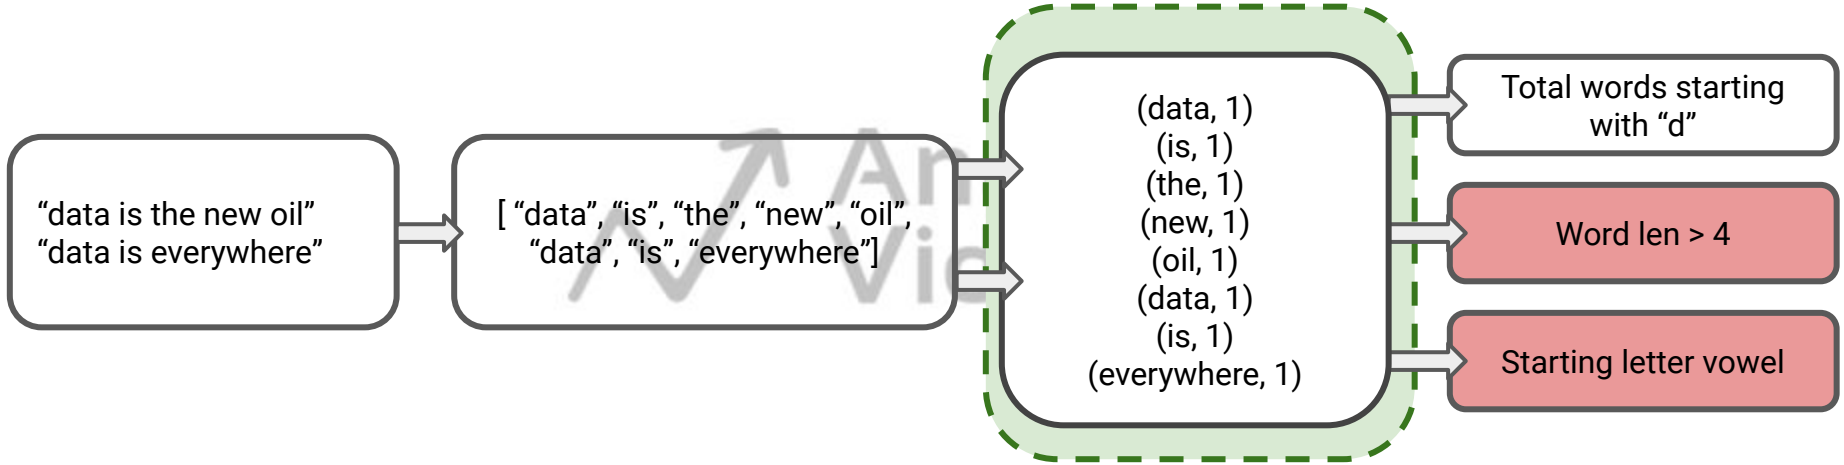 “data is the new oil”
“data is everywhere”
[ “data”, “is”, “the”, “new”, “oil”,
“data”, “is”, “everywhere”]
An
Vid
(data, 1)
(is, 1)
(the, 1)
(new, 1)
(oil, 1)
(data, 1)
(is, 1)
(everywhere, 1)
Total words starting
with “d”
Word len > 4
Starting letter vowel